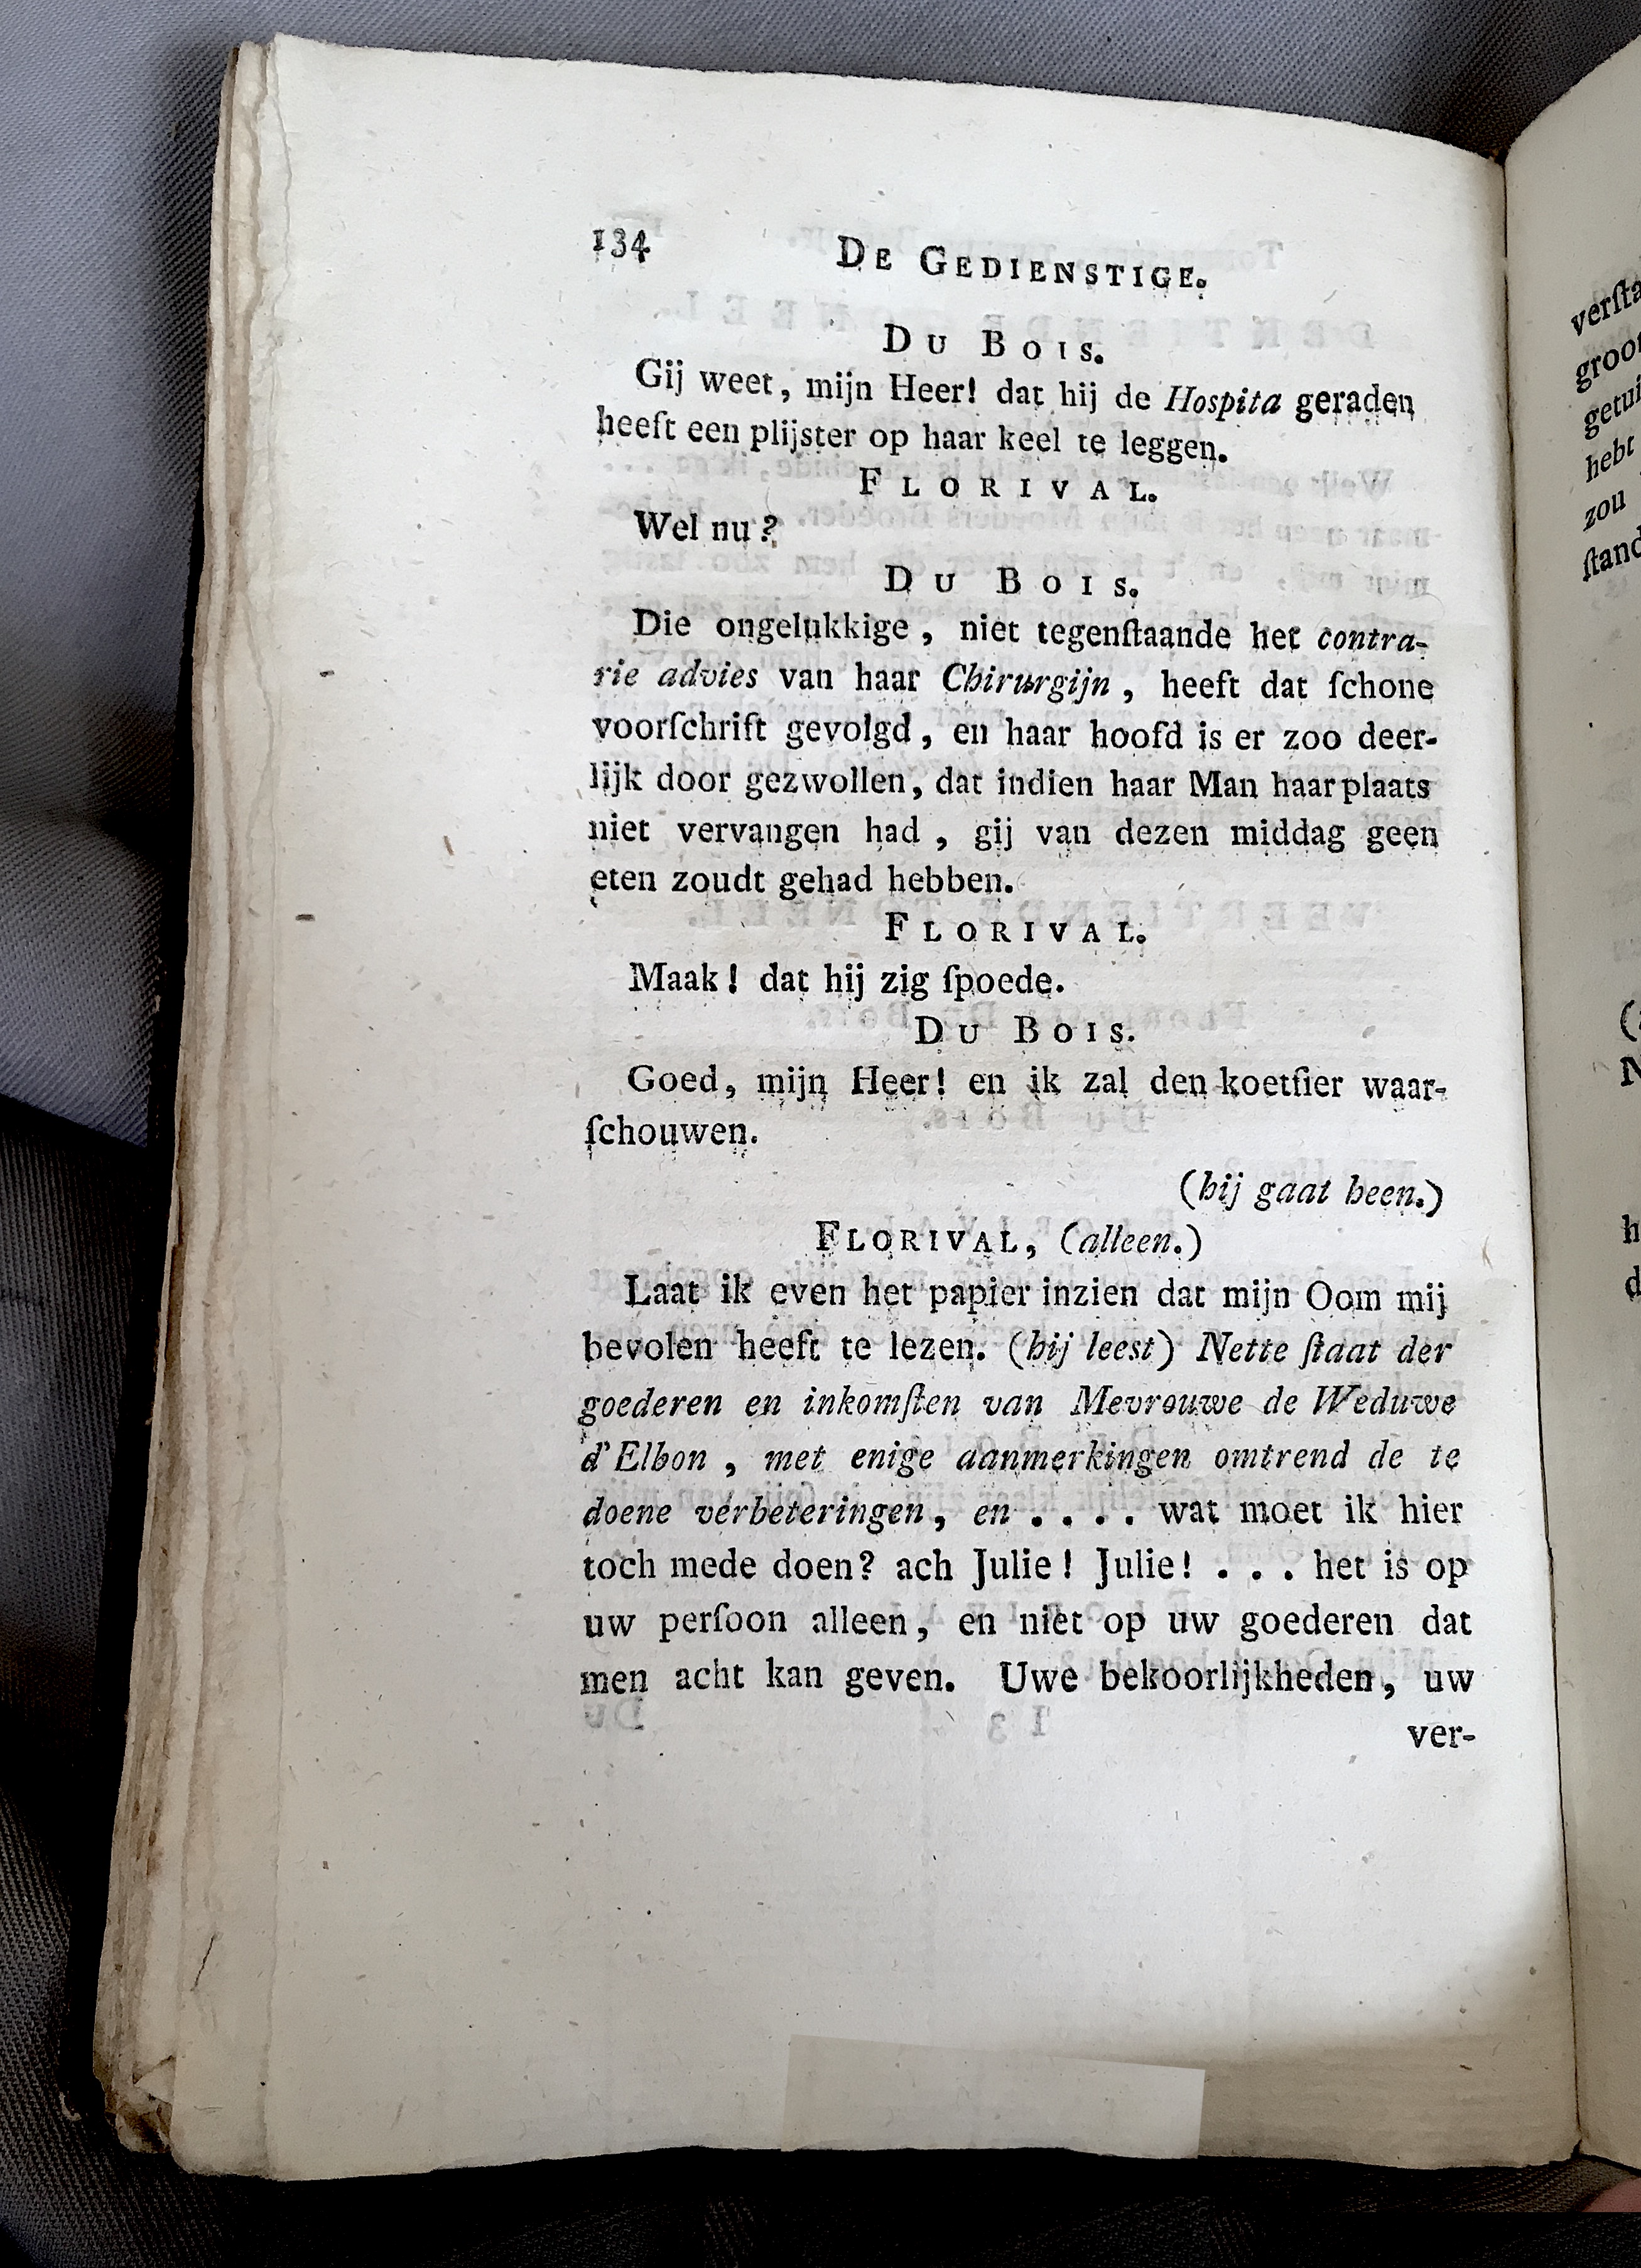 134 DE GEDIENSTIGE.
DU BOIS.
Gij weet, mijn Heer! dat hij de Hospita geraden
heeft een plijster op haar keel te leggen.
FLORIVAL.
Wel nu?
DU BOIS.
Die ongelukkige, niet tegenſtaande het contra-
rie advies van haar Chirurgijn, heeft dat ſchone
voorſchrift gevolgd, en haar hoofd is er zoo deer-
lijk door gezwollen, dat indien haar Man haar plaats
niet vervangen had, gij van dezen middag geen
eten zoudt gehad hebben.
FLORIVAL.
Maak! dat hij zig ſpoede.
DU BOIS.
Goed, mijn Heer! en ik zal den koetſier waar-
ſchouwen.
(hij gaat heen.)
FLORIVAL, (alleen.)
Laat ik even het papier inzien dat mijn Oom mij
bevolen heeft te lezen. (hij leest) Nette ſtaat der
goederen en inkomſten van Mevrouwe de Weduwe
d'Elbon, met enige aanmerkingen omtrend de te
doene verbeteringen, en . . . . wat moet ik hier
toch mede doen? ach Julie! Julie! . . . het is op
uw perſoon alleen, en niet op uw goederen dat
men acht kan geven. Uwe bekoorlijkheden, uw
ver-
verſta
groot
getui
hebt
zou
ſtand
N
h
d